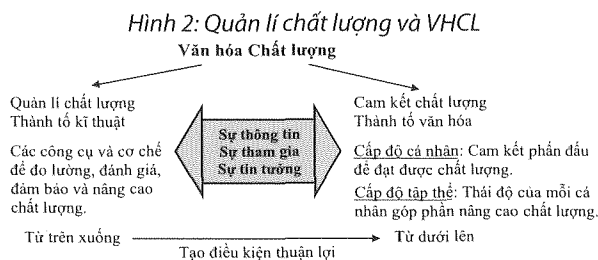 Hình 2: Quản lí chất lượng và VHCL
Văn hóa Chất lượng
Quản lí chất lượng
Thành tố kĩ thuật
Các công cụ và cơ chế
để đo lường, đánh giá,
đảm bảo và nâng cao
chất lượng.
Sự thông tin
Sự tham gia
Sự tin tưởng
Cam kết chất lượng
Thành tố văn hóa
Cấp độ cá nhân: Cam kết phấn đấu
để đạt được chất lượng.
Cấp độ tập thể: Thái độ của mỗi cá
nhân góp phần nâng cao chất lượng.
Từ trên xuống
Tạo điều kiện thuận lợi
Từ dưới lên